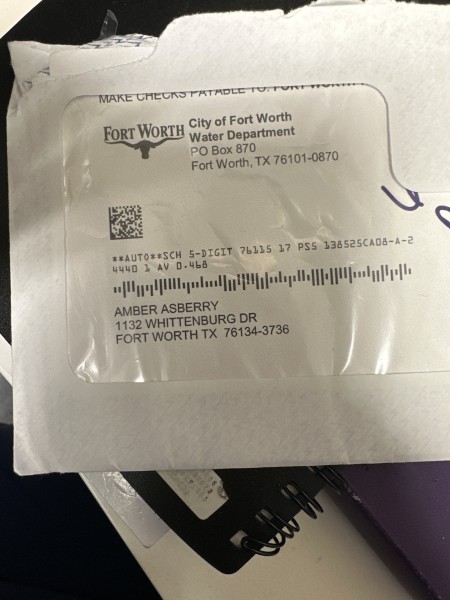 MAKE CHECKS PAYABLE TO: FORT WORTH
FORT WORTH
City of Fort Worth
Water Department
PO Box 870
Fort Worth, TX 76101-0870
**AUTO**SCH 5-DIGIT 76115 17 PS5 138525CA08-A-2
4440 1 AV 0.468
AMBER ASBERRY
1132 WHITTENBURG DR
FORT WORTH TX 76134-3736